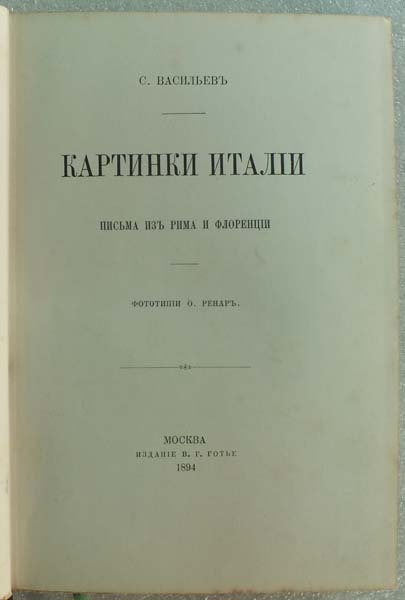 С. ВАСИЛЬЕВЪ
КАРТИНКИ ИТАЛІИ
ПИСЬМА ИЗЪ РИМА И ФЛОРЕНЦІИ
ФОТОТИПІИ О. РЕНАРЪ.
МОСКВА
ИЗДАНІЕ В. Г. ГОТЬЕ
1894